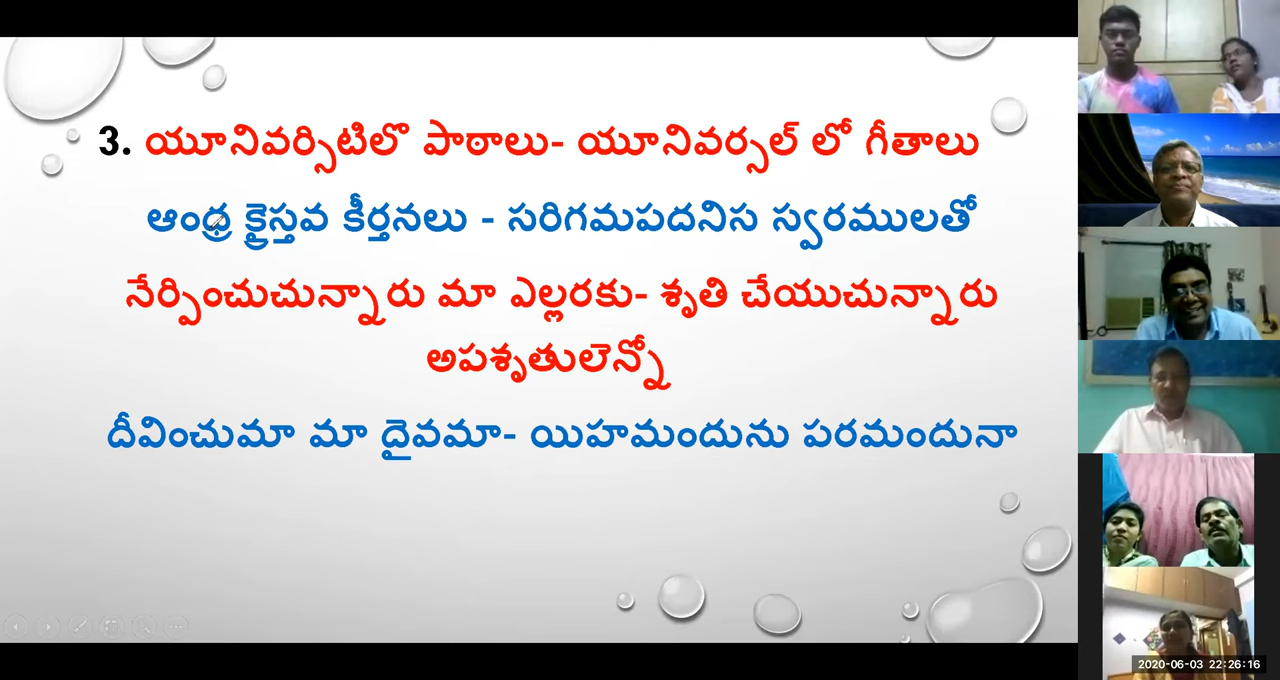 3. యూనివర్సిటిలొ పాఠాలు- యూనివర్సల్ లో గీతాలు
ఆంధ్ర క్రైస్తవ కీర్తనలు - సరిగమపదనిస స్వరములతో
నేర్పించుచున్నారు మా ఎల్లరకు- శృతి చేయుచున్నారు
అపశృతులెన్నో
దీవించుమా మా దైవమా- యిహమందును పరమందునా
2020-06-03 22:26:16